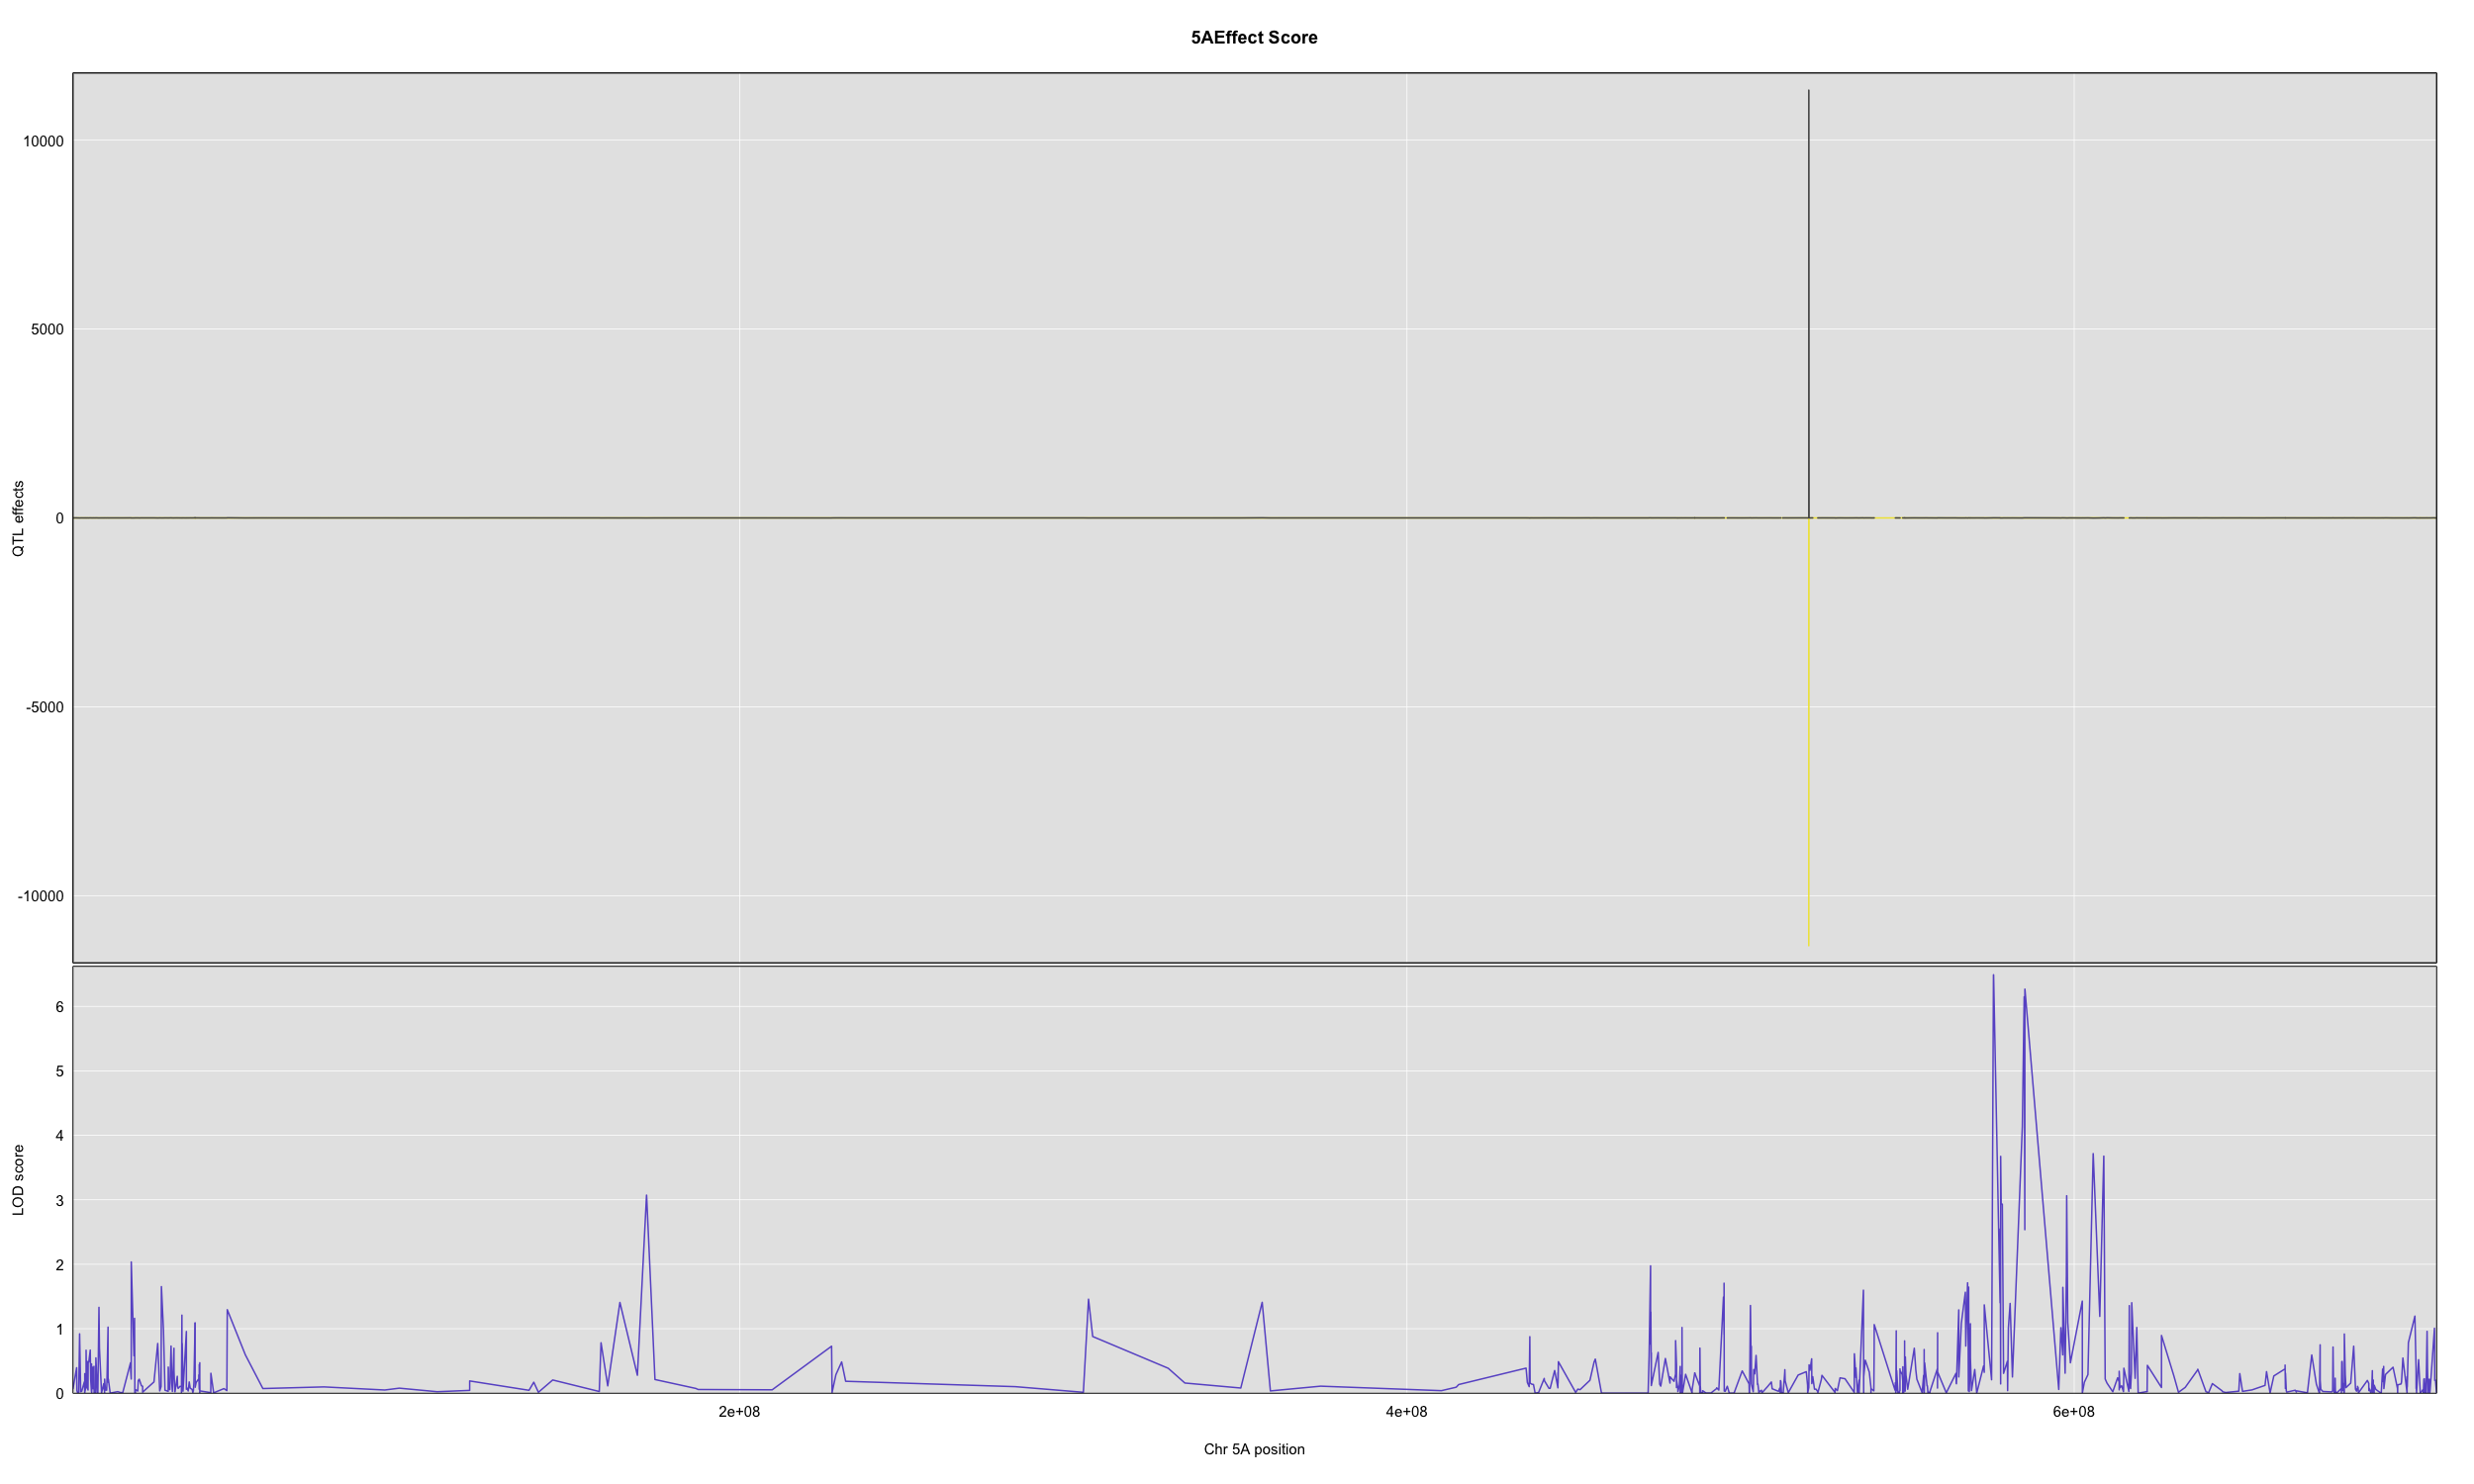 5AEffect Score
QTL effects
10000
5000
0
-5000
-10000
LOD score
6
5
4
3
2
1
0
2e+08
4e+08
6e+08
Chr 5A position